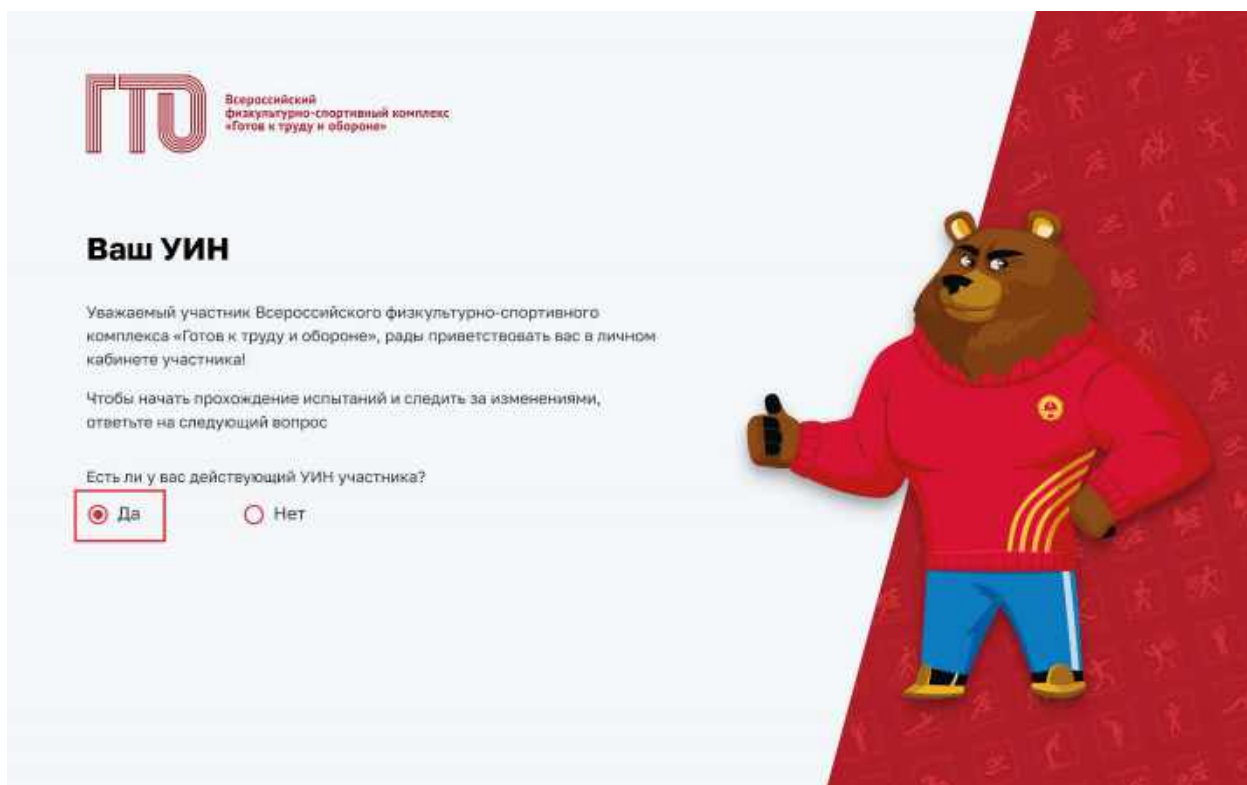 ГТО
Всероссийский
физкультурно-спортивный комплекс
«Готов к труду и обороне»
Ваш УИН
Уважаемый участник Всероссийского физкультурно-спортивного
комплекса «Готов к труду и обороне», рады приветствовать вас в личном
кабинете участника!
Чтобы начать прохождение испытаний и следить за изменениями,
ответьте на следующий вопрос
Есть ли у вас действующий УИН участника?
Да Нет